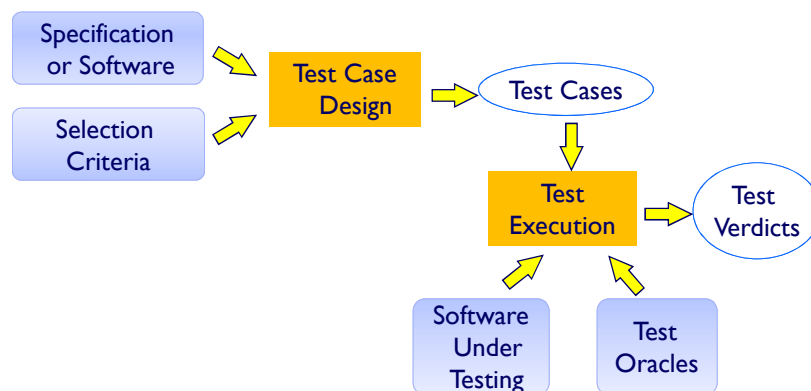 Specification
or Software
Selection
Criteria
Test Case
Design
Test Cases
Test
Execution
Test
Verdicts
Software
Under
Testing
Test
Oracles